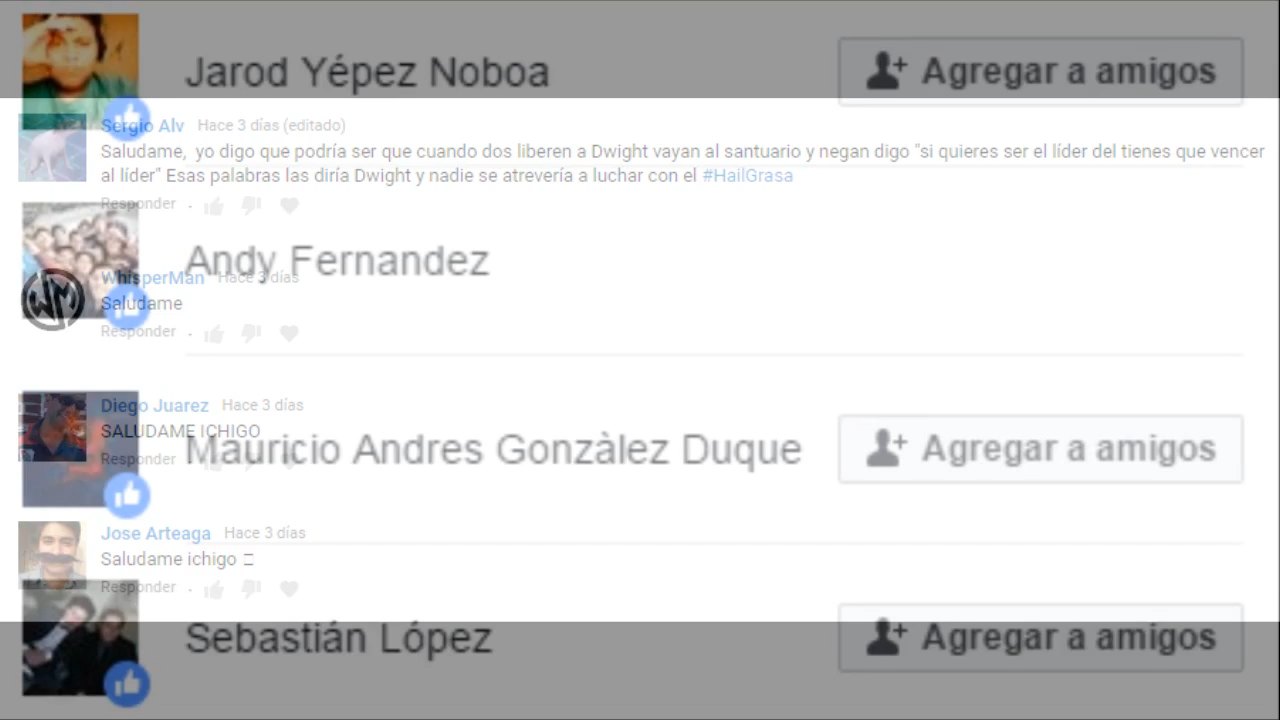 Jarod Yépez Noboa
Agregar a amigos
Sergio Alv Hace 3 días (editado)
Saludame, yo digo que podría ser que cuando dos liberen a Dwight vayan al santuario y negan digo "si quieres ser el líder del tienes que vencer
al líder" Esas palabras las diría Dwight y nadie se atrevería a luchar con el #HailGrasa
Responder
Andy Fernandez
WhisperMan Hace 3 días
Saludame
Responder
WM
Diego Juarez Hace 3 días
SALUDAME ICHIGO
Responder
Mauricio Andres Gonzàlez Duque
Agregar a amigos
Jose Arteaga Hace 3 días
Saludame ichigo
Responder
Sebastián López
Agregar a amigos